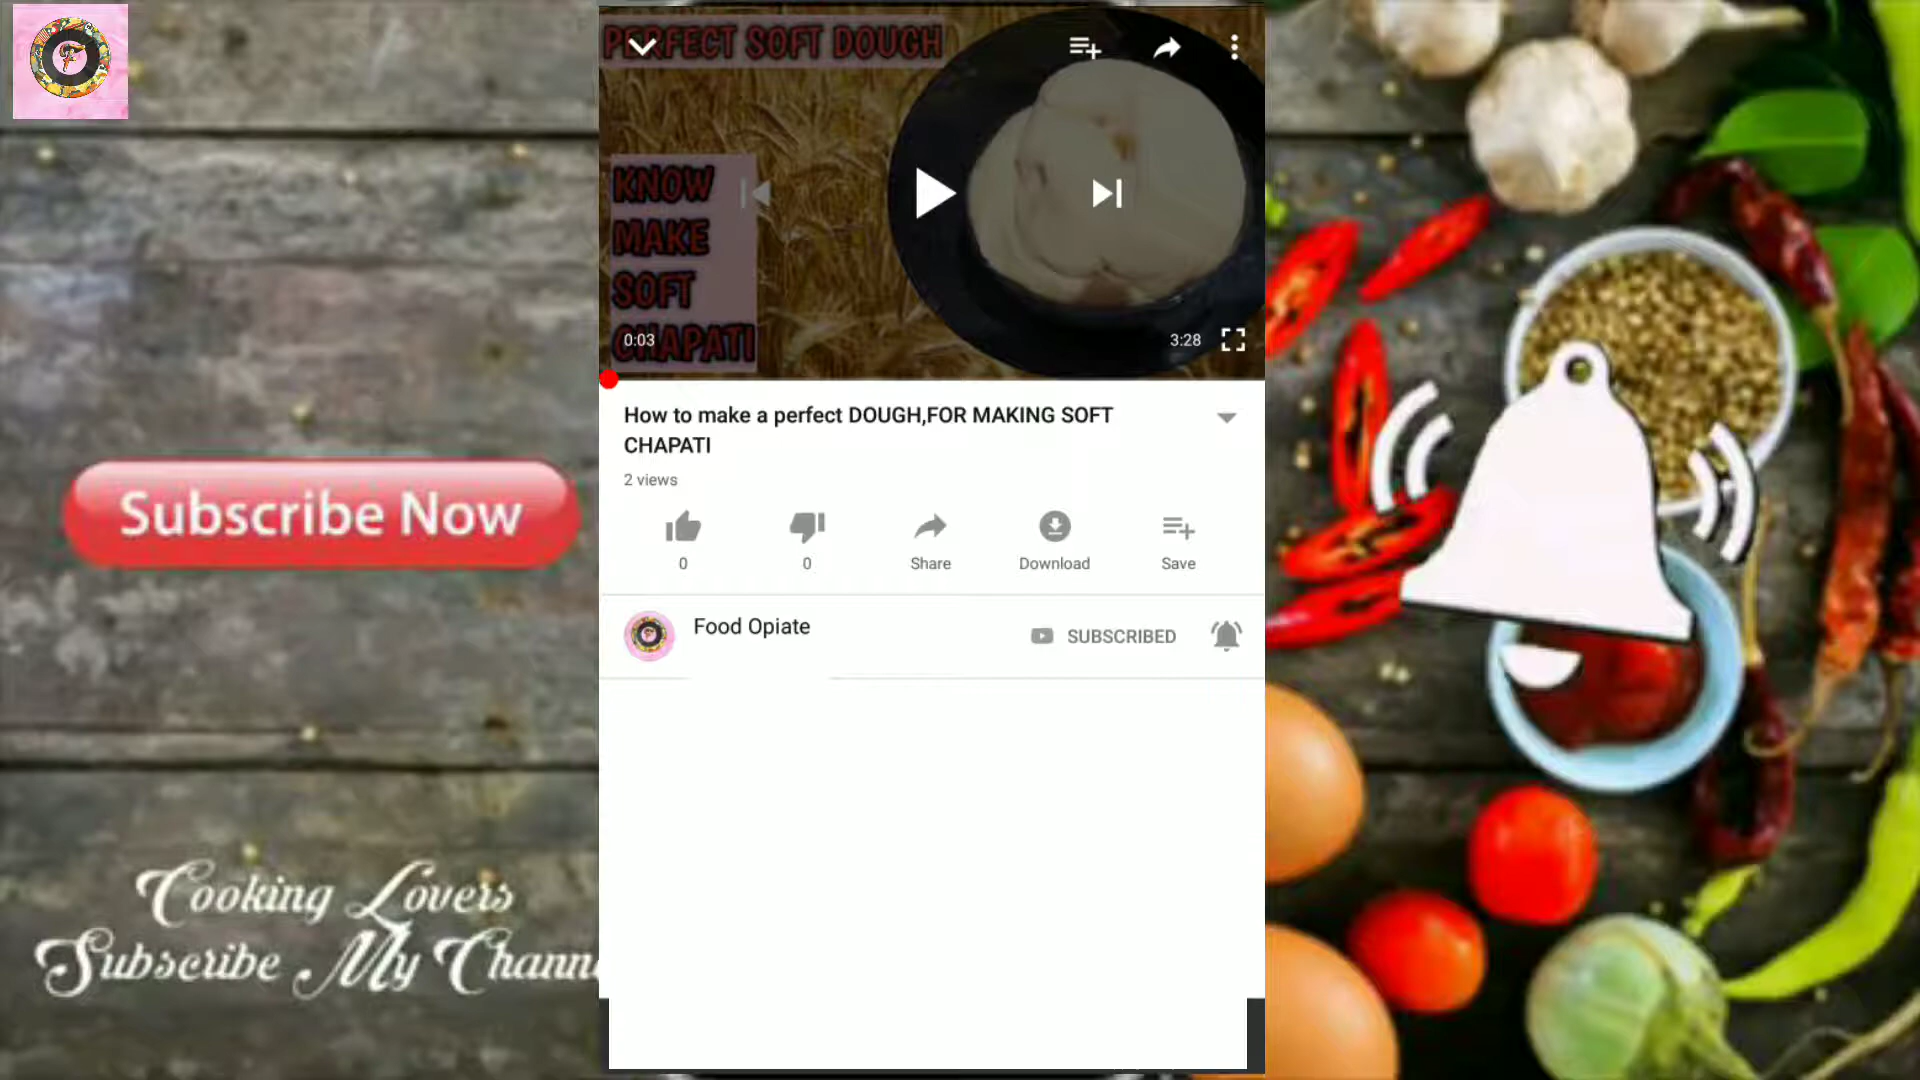 PERFECT SOFT DOUGH
KNOW
MAKE
SOFT
CHAPATI
0:03
3:28
How to make a perfect DOUGH,FOR MAKING SOFT
CHAPATI
2 views
0
0
Share
Download
Save
Food Opiate
SUBSCRIBED
Subscribe Now
Cooking Lovers
Subscribe My Chann
F